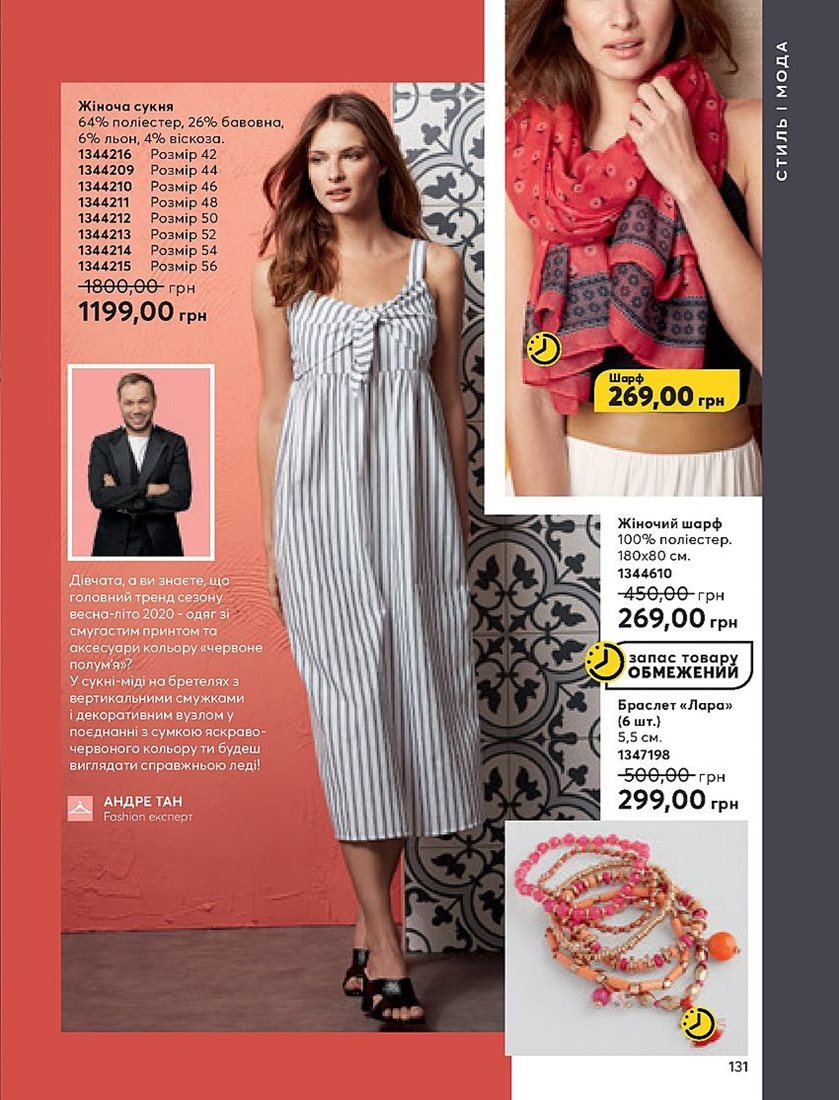 Жіноча сукня
64% поліестер, 26% бавовна,
6% льон, 4% віскоза.
1344216 Розмір 42
1344209 Розмір 44
1344210 Розмір 46
1344211 Розмір 48
1344212 Розмір 50
1344213 Розмір 52
1344214 Розмір 54
1344215 Розмір 56
1800,00 грн
1199,00 грн
Дівчата, а ви знаєте, що
головний тренд сезону
весна-літо 2020 - одяг зі
смугастим принтом та
аксесуари кольору «червоне
полум'я»?
У сукні-міді на бретелях з
вертикальними смужками
і декоративним вузлом у
поєднанні з сумкою яскраво-
червоного кольору ти будеш
виглядати справжньою леді!
АНДРЕ ТАН
Fashion експерт
СТИЛЬ І МОДА
Шарф
269,00 грн
Жіночий шарф
100% поліестер.
180х80 см.
1344610
450,00 грн
269,00 грн
запас товару
ОБМЕЖЕНИЙ
Браслет «Лара»
(6 шт.)
5,5 см.
1347198
500,00 грн
299,00 грн
131